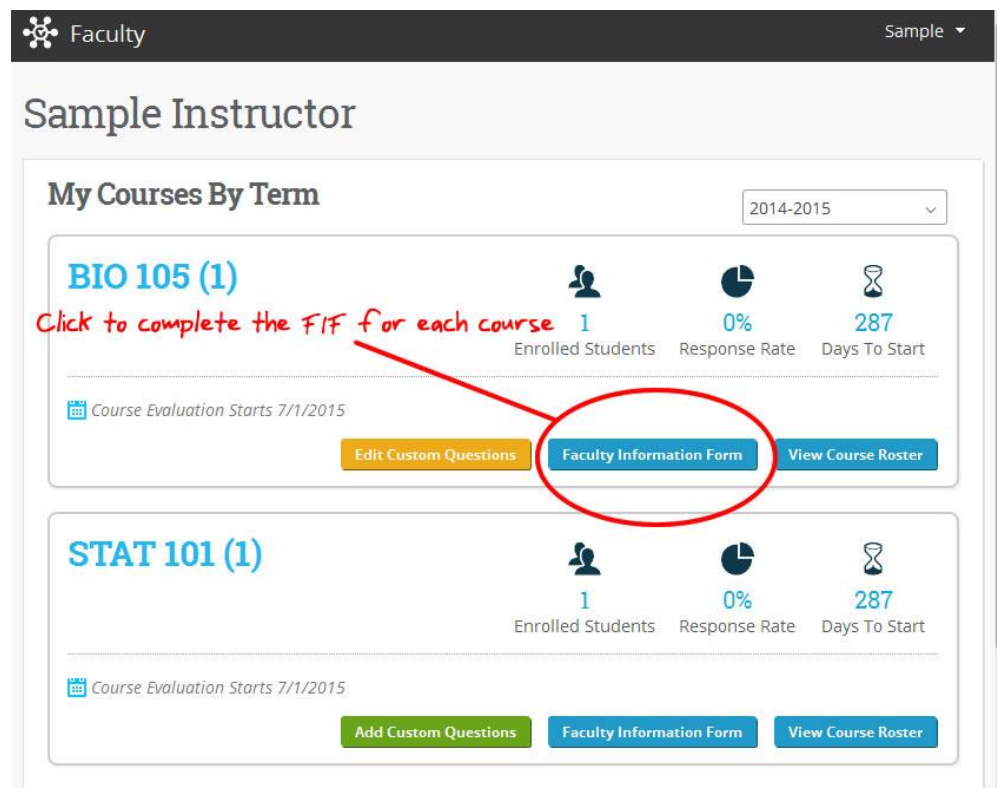 Faculty
Sample
Sample Instructor
My Courses By Term
2014-2015
BIO 105 (1)
Click to complete the FIF for each course
1
0%
287
Enrolled Students
Response Rate
Days To Start
Course Evaluation Starts 7/1/2015
Edit Custom Questions
Faculty Information Form
View Course Roster
STAT 101 (1)
1
0%
287
Enrolled Students
Response Rate
Days To Start
Course Evaluation Starts 7/1/2015
Add Custom Questions
Faculty Information Form
View Course Roster